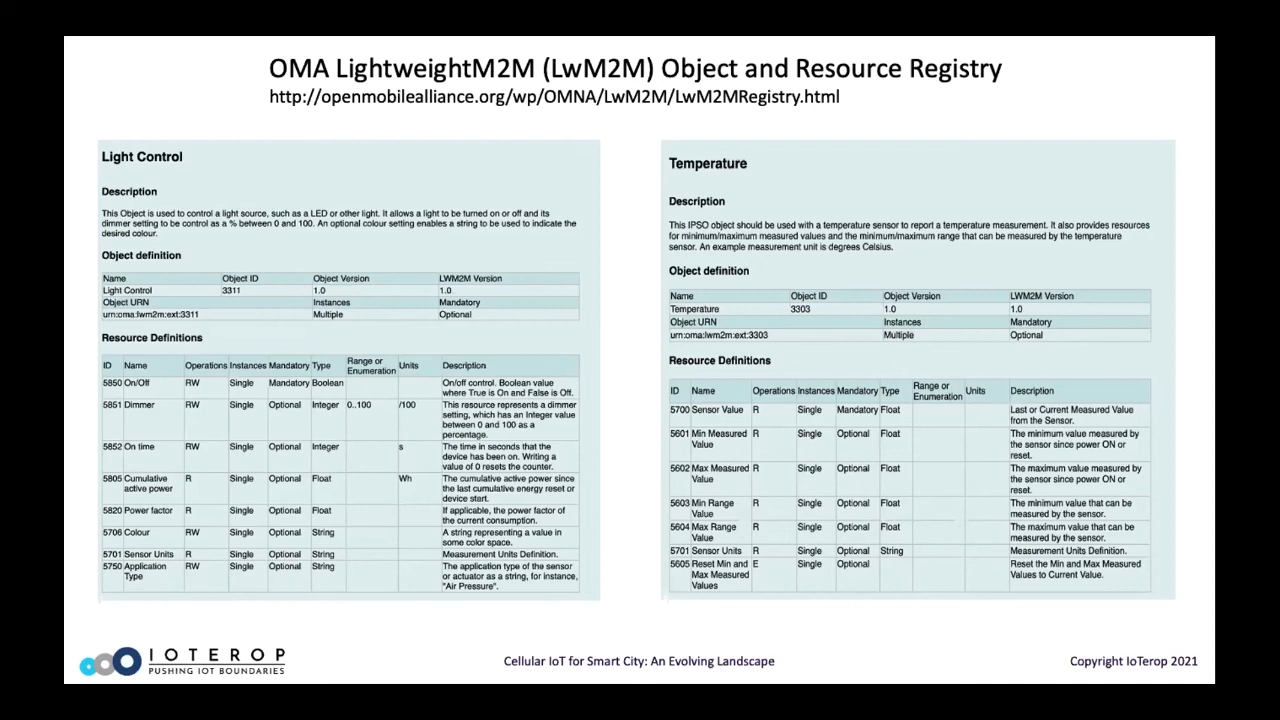 OMA LightweightM2M (LwM2M) Object and Resource Registry
http://openmobilealliance.org/wp/OMNA/LwM2M/LwM2MRegistry.html
Light Control
Description
This Object is used to control a light source, such as a LED or other light. It allows a light to be turned on or off and its
dimmer setting to be control as a % between 0 and 100. An optional colour setting enables a string to be used to indicate the
desired colour.
Object definition
Name Object ID Object Version LWM2M Version
Light Control 3311 1.0 1.0
Object URN Instances Mandatory
urn:oma:lwm2m:ext:3311 Multiple Optional
Resource Definitions
ID Name Operations Instances Mandatory Type Range or Enumeration Units Description
5850 On/Off RW Single Mandatory Boolean On/off control. Boolean value
where True is On and False is Off.
5851 Dimmer RW Single Optional Integer 0..100 /100 This resource represents a dimmer
setting, which has an Integer value
between 0 and 100 as a
percentage.
5852 On time RW Single Optional Integer s The time in seconds that the
device has been on. Writing a
value of 0 resets the counter.
5805 Cumulative active power R Single Optional Float Wh The cumulative active power since
the last cumulative energy reset or
device start.
5820 Power factor R Single Optional Float If applicable, the power factor of
the current consumption.
5706 Colour RW Single Optional String A string representing a value in
some color space.
5701 Sensor Units R Single Optional String Measurement Units Definition.
5750 Application Type RW Single Optional String The application type of the sensor
or actuator as a string, for instance,
"Air Pressure".
Temperature
Description
This IPSO object should be used with a temperature sensor to report a temperature measurement. It also provides resources
for minimum/maximum measured values and the minimum/maximum range that can be measured by the temperature
sensor. An example measurement unit is degrees Celsius.
Object definition
Name Object ID Object Version LWM2M Version
Temperature 3303 1.0 1.0
Object URN Instances Mandatory
urn:oma:lwm2m:ext:3303 Multiple Optional
Resource Definitions
ID Name Operations Instances Mandatory Type Range or Enumeration Units Description
5700 Sensor Value R Single Mandatory Float Last or Current Measured Value
from the Sensor.
5601 Min Measured Value R Single Optional Float The minimum value measured by
the sensor since power ON or
reset.
5602 Max Measured Value R Single Optional Float The maximum value measured by
the sensor since power ON or
reset.
5603 Min Range Value R Single Optional Float The minimum value that can be
measured by the sensor.
5604 Max Range Value R Single Optional Float The maximum value that can be
measured by the sensor.
5701 Sensor Units R Single Optional String Measurement Units Definition.
5605 Reset Min and Max Measured Values E Single Optional Reset the Min and Max Measured
Values to Current Value.
IOTEROP
PUSHING IOT BOUNDARIES
Cellular IoT for Smart City: An Evolving Landscape
Copyright IoTerop 2021